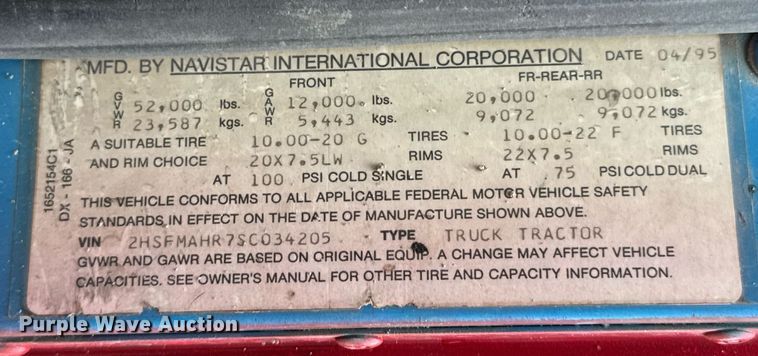 MFD. BY NAVISTAR INTERNATIONAL CORPORATION DATE 04/95
FRONT FR-REAR-RR
GVWR 52,000 lbs. GAWR 12,000 lbs. 20,000 20,000 lbs.
23,587 kgs. 5,443 kgs. 9,072 9,072 kgs.
A SUITABLE TIRE 10.00-20 G TIRES 10.00-22 F TIRES
AND RIM CHOICE 20X7.5LW RIMS 22X7.5 RIMS
AT 100 PSI COLD SINGLE AT 75 PSI COLD DUAL
THIS VEHICLE CONFORMS TO ALL APPLICABLE FEDERAL MOTOR VEHICLE SAFETY
STANDARDS IN EFFECT ON THE DATE OF MANUFACTURE SHOWN ABOVE.
VIN 2HSFMAHR7SC034205 TYPE TRUCK TRACTOR
GVWR AND GAWR ARE BASED ON ORIGINAL EQUIP. A CHANGE MAY AFFECT VEHICLE
CAPACITIES. SEE OWNER'S MANUAL FOR OTHER TIRE AND CAPACITY INFORMATION.
1652154C1
DX - 166 - JA
Purple Wave Auction